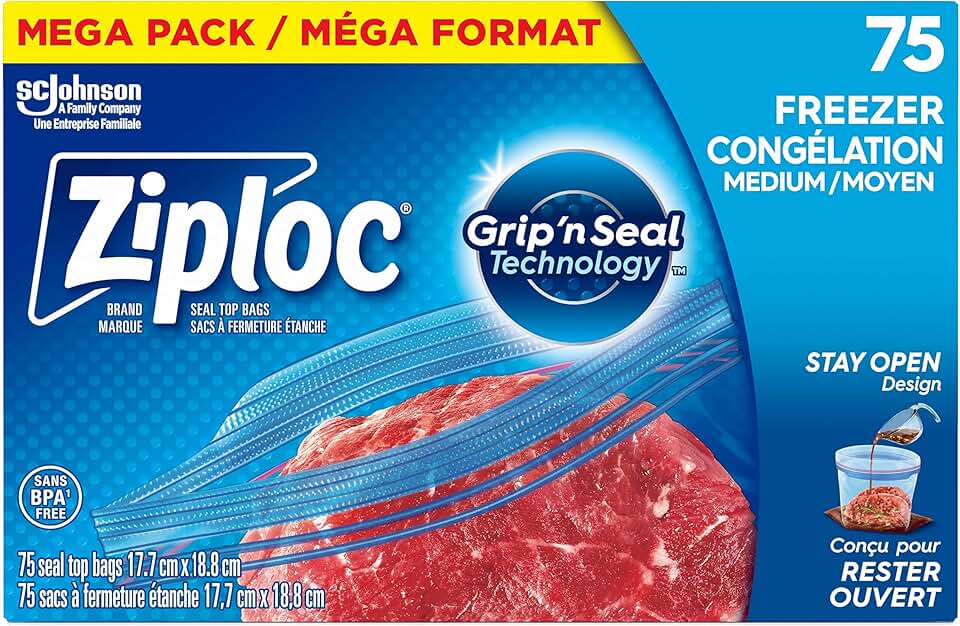 MEGA PACK / MÉGA FORMAT
SCJohnson
A Family Company
Une Entreprise Familiale
Ziploc®
BRAND
MARQUE
SEAL TOP BAGS
SACS À FERMETURE ÉTANCHE
Grip 'n Seal
Technology™
75
FREEZER
CONGÉLATION
MEDIUM/MOYEN
STAY OPEN
Design
Conçu pour
RESTER
OUVERT
SANS
BPA¹
FREE
75 seal top bags 17.7 cm x 18.8 cm
75 sacs à fermeture étanche 17,7 cm x 18,8 cm